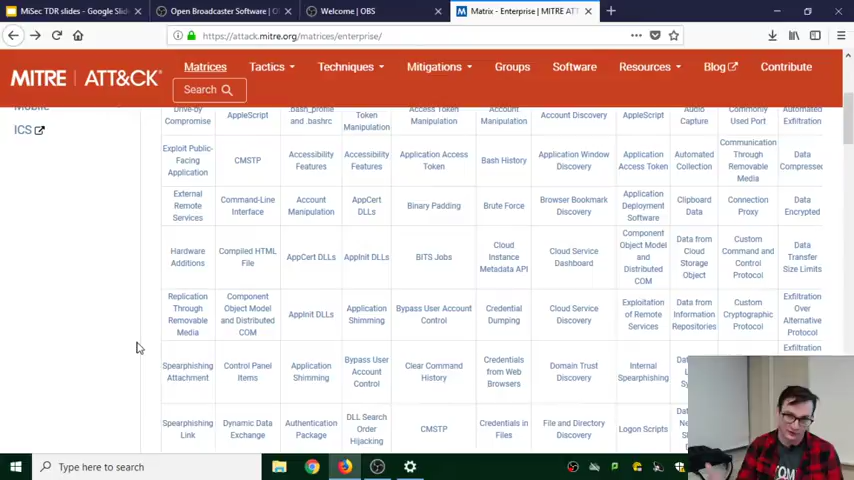 MiSec TDR slides - Google Slid
Open Broadcaster Software | O
Welcome | OBS
Matrix - Enterprise | MITRE AT
https://attack.mitre.org/matrices/enterprise/
MITRE | ATT&CK
Matrices
Tactics
Techniques
Mitigations
Groups
Software
Resources
Blog
Contribute
Search
Mobile
ICS
Drive-by
Compromise
AppleScript
.bash_profile
and .bashrc
Token
Manipulation
Access Token
Manipulation
Account
Manipulation
Account Discovery
AppleScript
Audio
Capture
Commonly
Used Port
Automated
Exfiltration
Exploit Public-
Facing
Application
CMSTP
Accessibility
Features
Accessibility
Features
Application Access
Token
Bash History
Application Window
Discovery
Application
Access Token
Automated
Collection
Communication
Through
Removable
Media
Data
Compressed
External
Remote
Services
Command-Line
Interface
Account
Manipulation
AppCert
DLLs
Binary Padding
Brute Force
Browser Bookmark
Discovery
Application
Deployment
Software
Clipboard
Data
Connection
Proxy
Data
Encrypted
Hardware
Additions
Compiled HTML
File
AppCert DLLs
AppInit DLLs
BITS Jobs
Cloud
Instance
Metadata API
Cloud Service
Dashboard
Component
Object Model
and
Distributed
COM
Data from
Cloud
Storage
Object
Custom
Command and
Control
Protocol
Data
Transfer
Size Limits
Replication
Through
Removable
Media
Component
Object Model
and Distributed
COM
AppInit DLLs
Application
Shimming
Bypass User Account
Control
Credential
Dumping
Cloud Service
Discovery
Exploitation
of Remote
Services
Data from
Information
Repositories
Custom
Cryptographic
Protocol
Exfiltration
Over
Alternative
Protocol
Spearphishing
Attachment
Control Panel
Items
Application
Shimming
Bypass
User
Account
Control
Clear Command
History
Credentials
from Web
Browsers
Domain Trust
Discovery
Internal
Spearphishing
Exfiltration
Spearphishing
Link
Dynamic Data
Exchange
Authentication
Package
DLL Search
Order
Hijacking
CMSTP
Credentials in
Files
File and Directory
Discovery
Logon Scripts
Type here to search